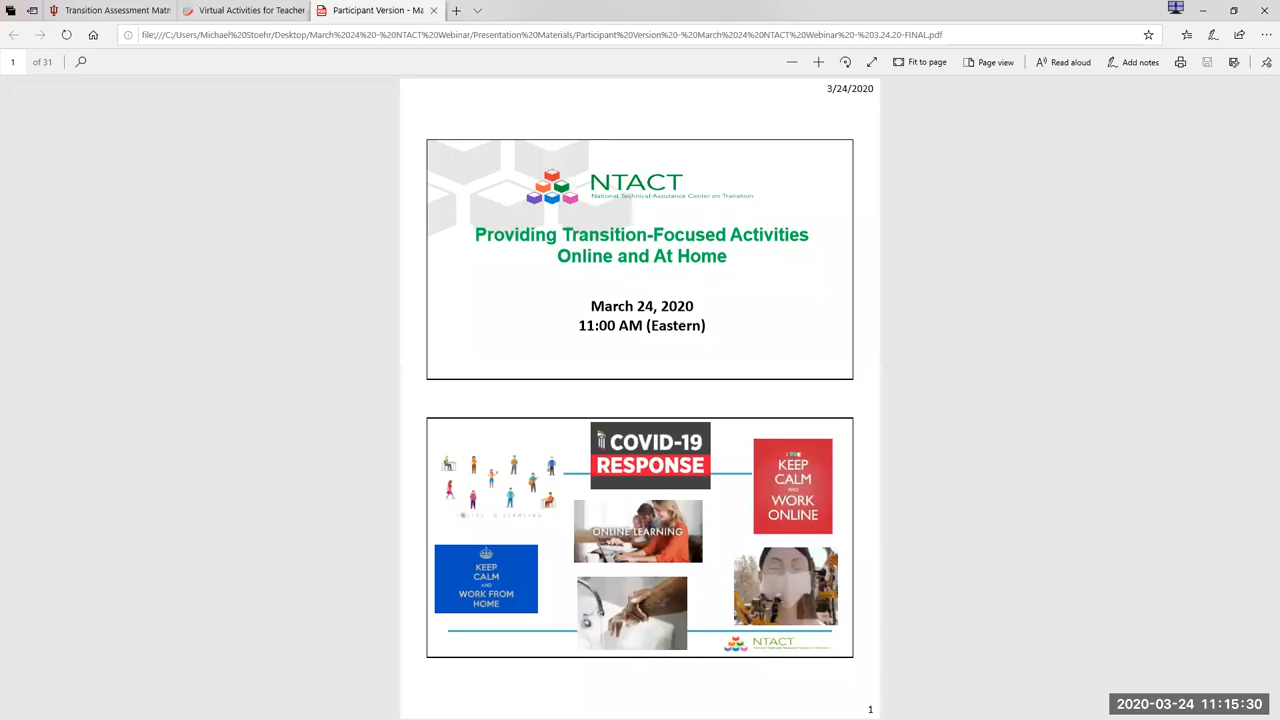 Transition Assessment Matri
Virtual Activities for Teacher
Participant Version - Ma
file:///C:/Users/Michael%20Stoehr/Desktop/March%2024%20-%20NTACT%20Webinar/Presentation%20Materials/Participant%20Version%20-%20March%2024%20NTACT%20Webinar%20-%203.24.20-FINAL.pdf
1 of 31
Fit to page
Page view
Read aloud
Add notes
3/24/2020
NTACT
National Technical Assistance Center on Transition
Providing Transition-Focused Activities
Online and At Home
March 24, 2020
11:00 AM (Eastern)
COVID-19
RESPONSE
KEEP
CALM
AND
WORK
ONLINE
ONLINE LEARNING
KEEP
CALM
AND
WORK FROM
HOME
NTACT
1
2020-03-24 11:15:30